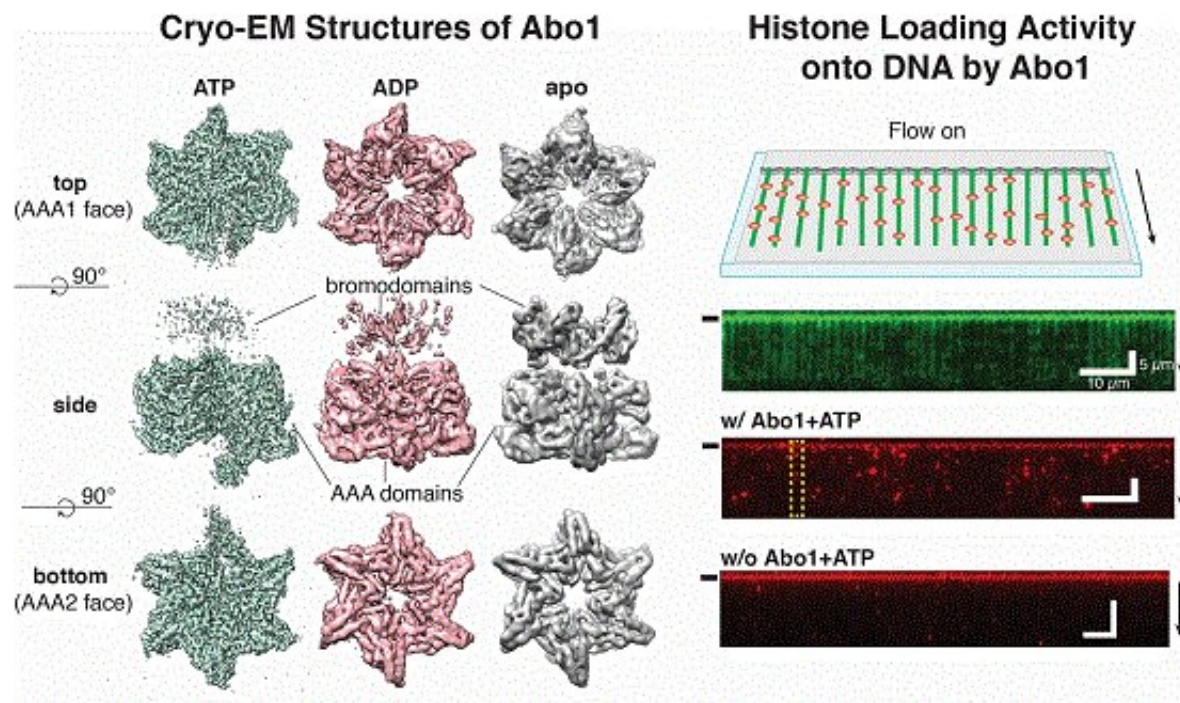 Cryo-EM Structures of Abo1
ATP
ADP
apo
top
(AAA1 face)
90°
bromodomains
side
AAA domains
90°
bottom
(AAA2 face)
Histone Loading Activity
onto DNA by Abo1
Flow on
5 µm
10 µm
w/ Abo1+ATP
w/o Abo1+ATP